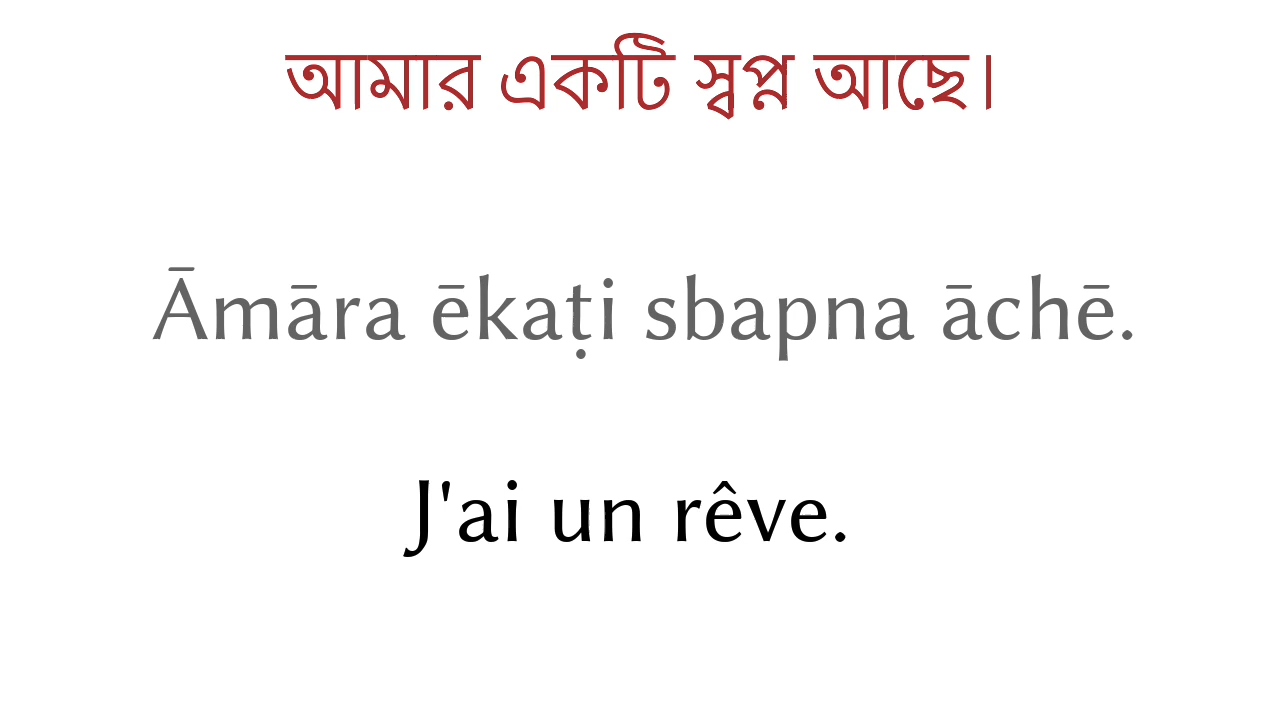 আমার একটি স্বপ্ন আছে।
Āmāra ēkaṭi sbapna āchē.
J'ai un rêve.